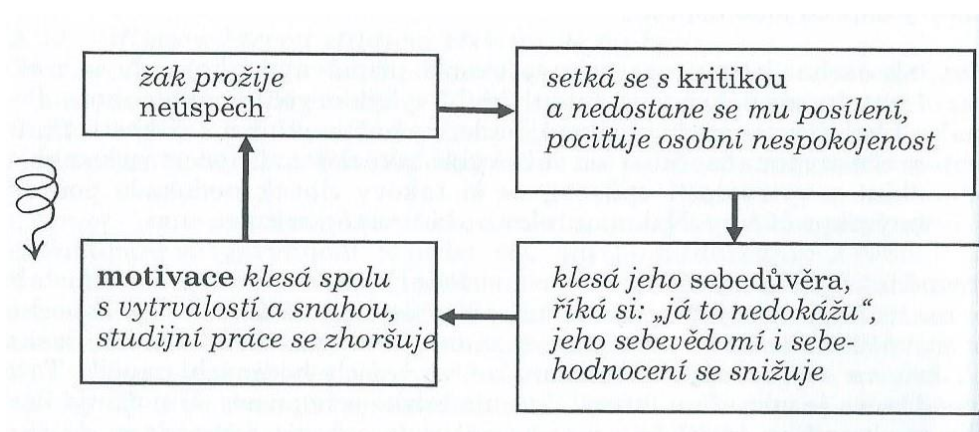 žák prožije
neúspěch
setká se s kritikou
a nedostane se mu posílení,
pociťuje osobní nespokojenost
klesá jeho sebedůvěra,
říká si: „já to nedokážu“,
jeho sebevědomí i sebe-
hodnocení se snižuje
motivace klesá spolu
s vytrvalostí a snahou,
studijní práce se zhoršuje